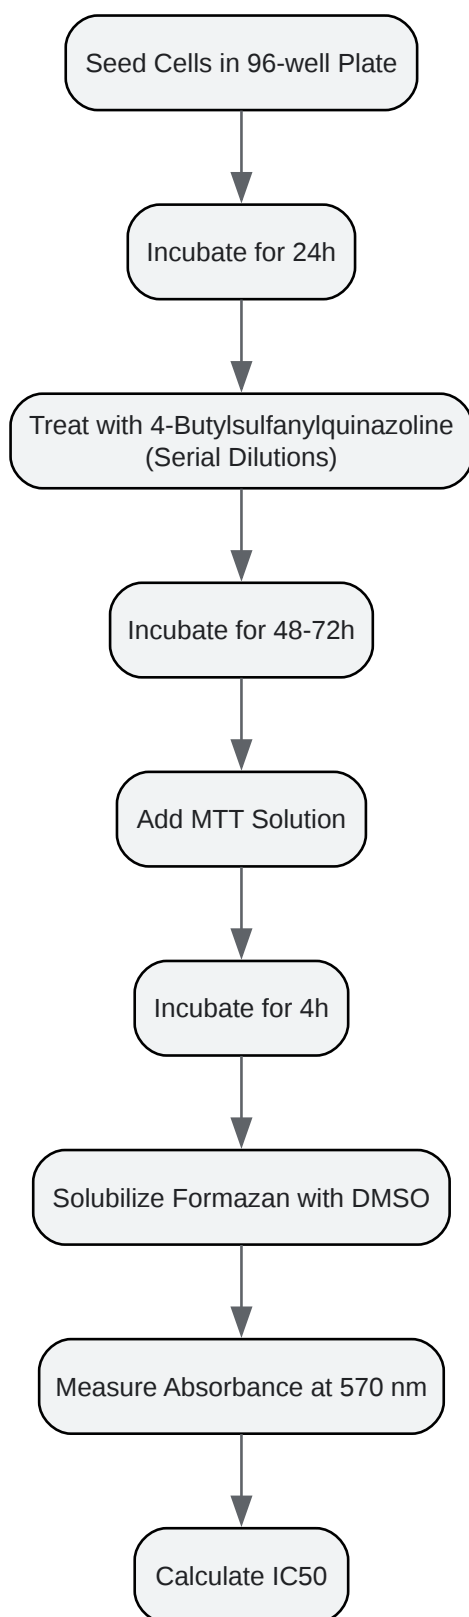 Seed Cells in 96-well Plate
Incubate for 24h
Treat with 4-Butylsulfanylquinazoline
(Serial Dilutions)
Incubate for 48-72h
Add MTT Solution
Incubate for 4h
Solubilize Formazan with DMSO
Measure Absorbance at 570 nm
Calculate IC50